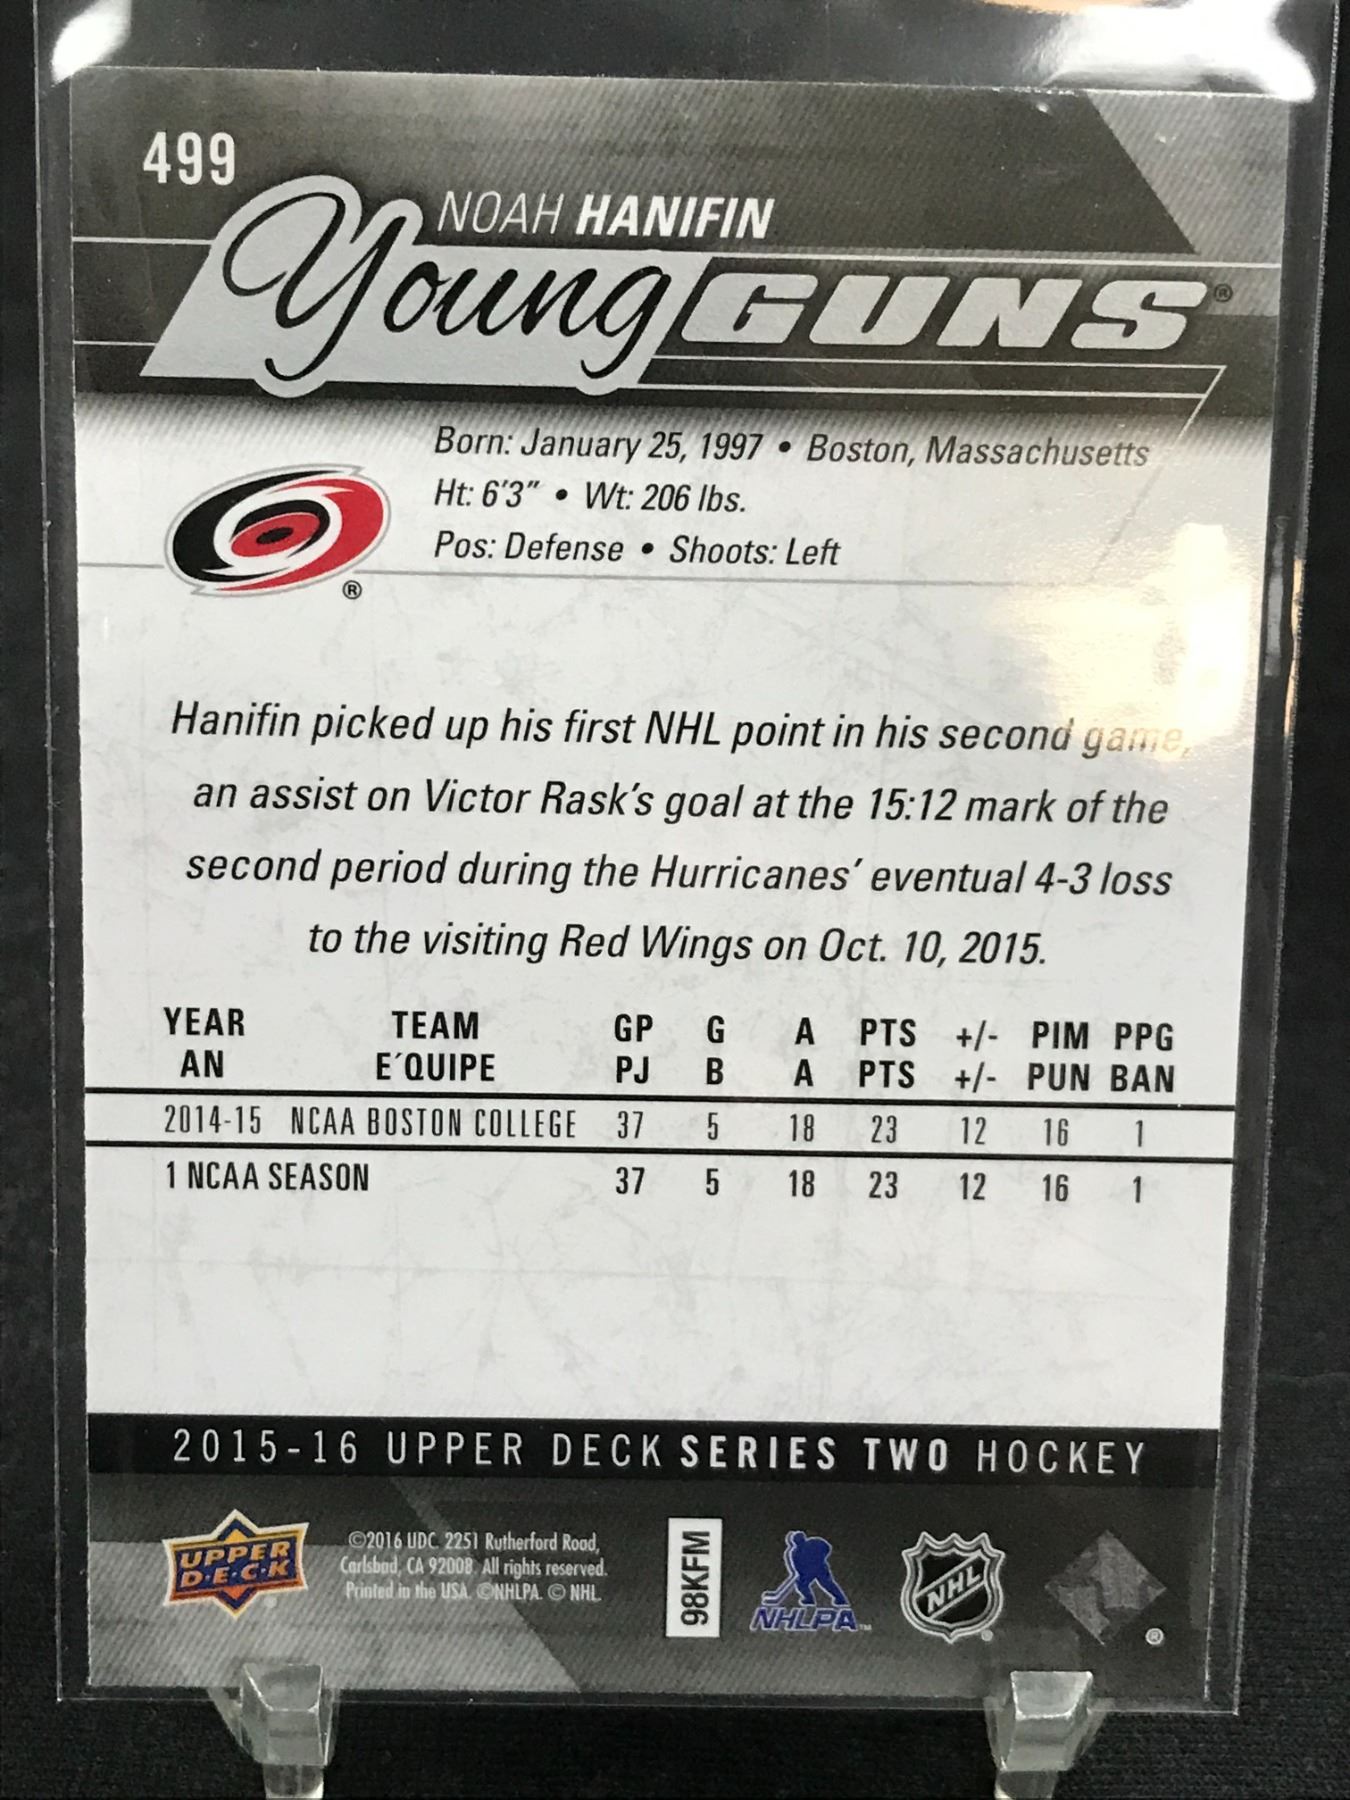 499
NOAH HANIFIN
Young GUNS®
Born: January 25, 1997 • Boston, Massachusetts
Ht: 6'3" • Wt: 206 lbs.
Pos: Defense • Shoots: Left
®
Hanifin picked up his first NHL point in his second game,
an assist on Victor Rask's goal at the 15:12 mark of the
second period during the Hurricanes' eventual 4-3 loss
to the visiting Red Wings on Oct. 10, 2015.
YEAR TEAM GP G A PTS +/- PIM PPG
AN E´QUIPE PJ B A PTS +/- PUN BAN
2014-15 NCAA BOSTON COLLEGE 37 5 18 23 12 16 1
1 NCAA SEASON 37 5 18 23 12 16 1
2015-16 UPPER DECK SERIES TWO HOCKEY
UPPER
D·E·C·K
©2016 UDC. 2251 Rutherford Road,
Carlsbad, CA 92008. All rights reserved.
Printed in the USA. ©NHLPA. © NHL.
98KFM
NHLPA™
NHL®
®